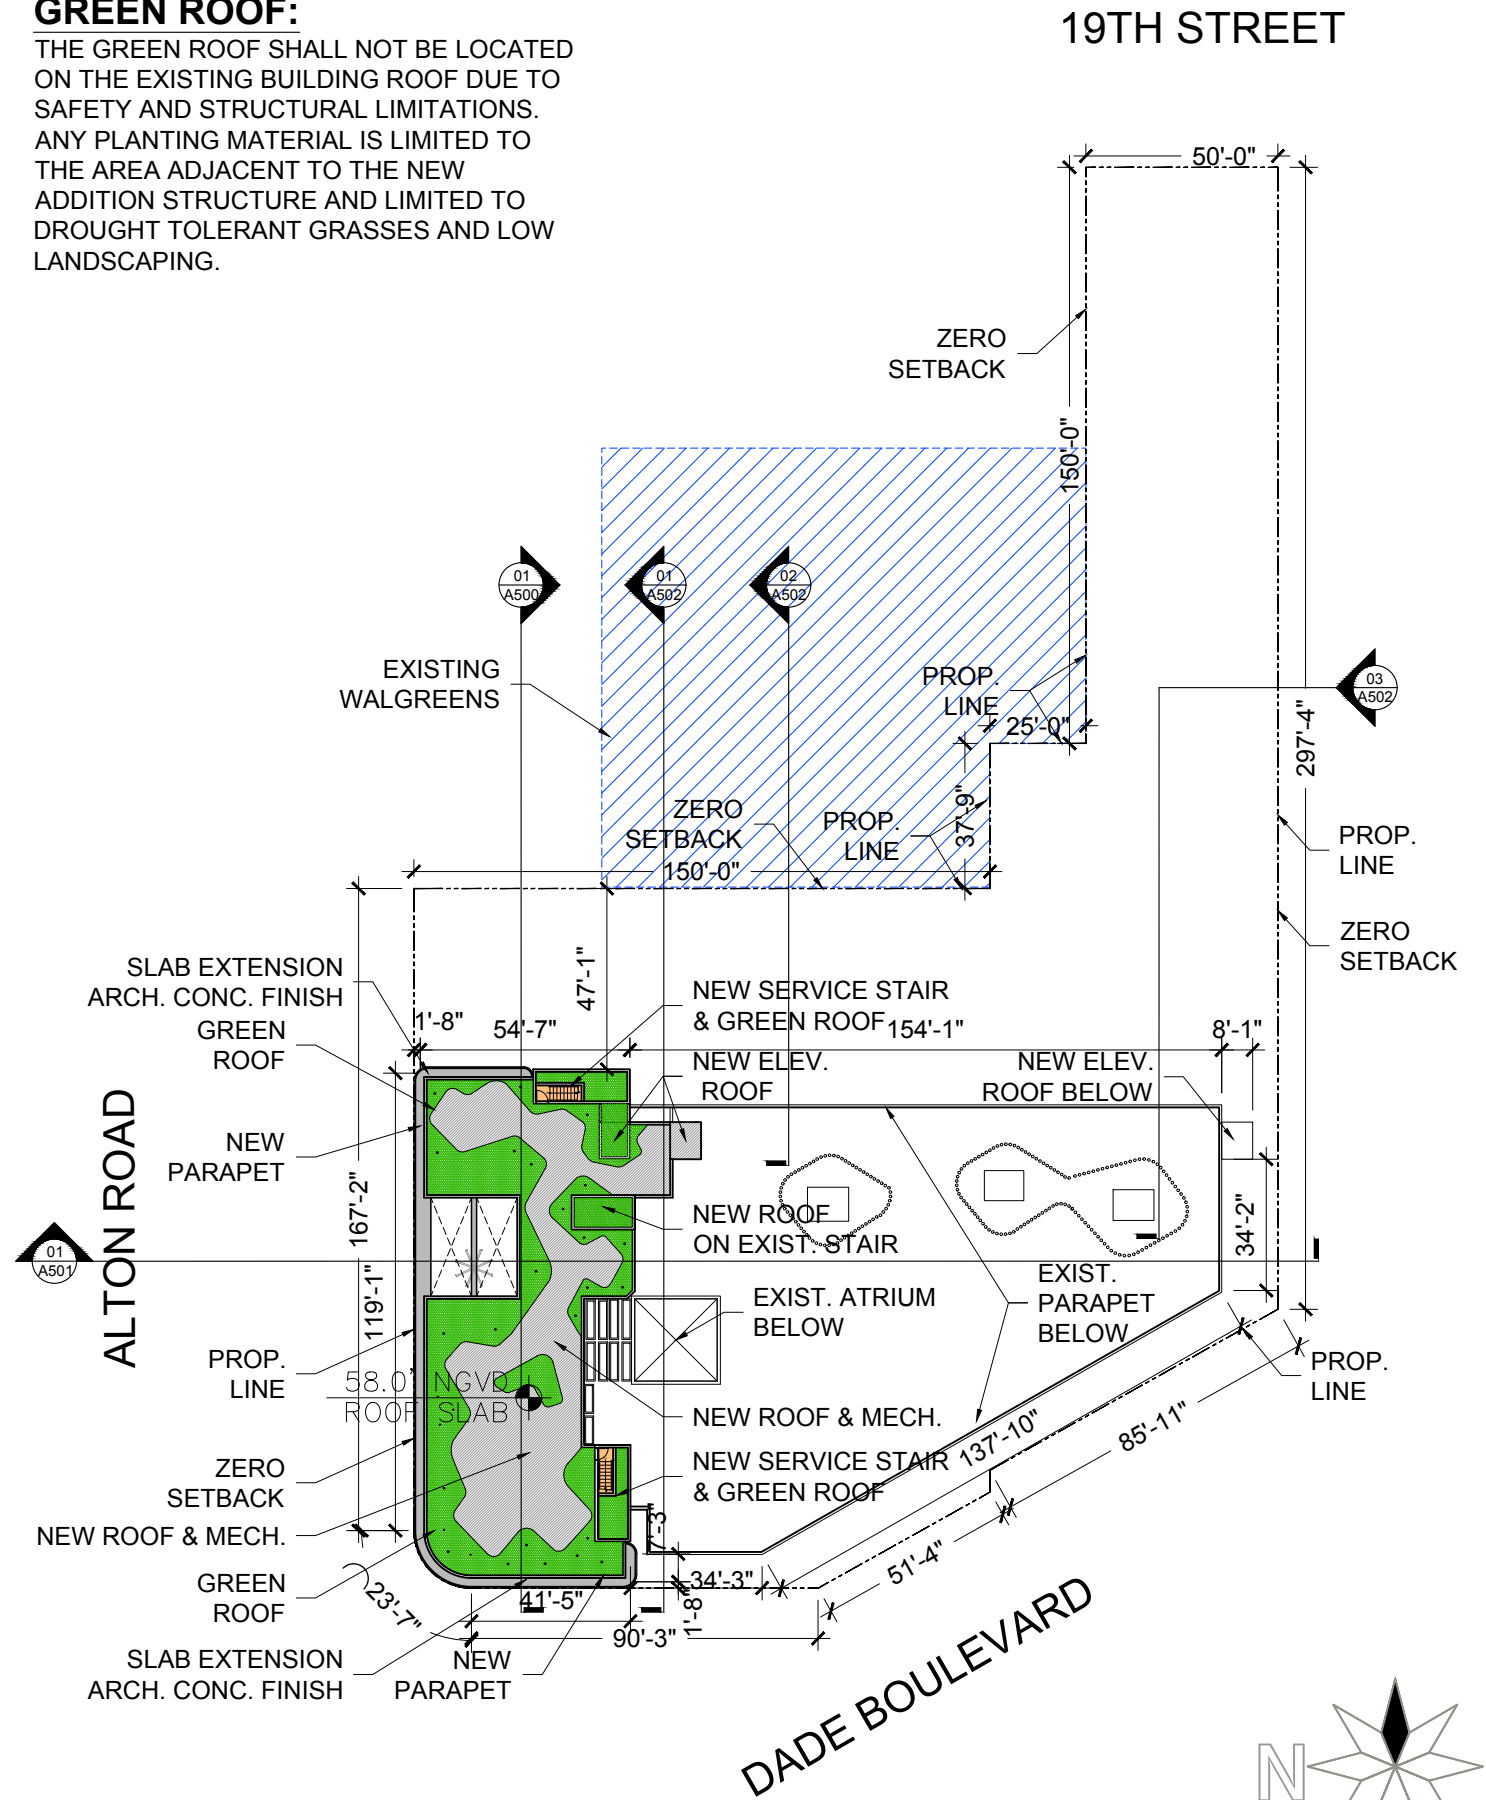 GREEN ROOF:
THE GREEN ROOF SHALL NOT BE LOCATED
ON THE EXISTING BUILDING ROOF DUE TO
SAFETY AND STRUCTURAL LIMITATIONS.
ANY PLANTING MATERIAL IS LIMITED TO
THE AREA ADJACENT TO THE NEW
ADDITION STRUCTURE AND LIMITED TO
DROUGHT TOLERANT GRASSES AND LOW
LANDSCAPING.
19TH STREET
50'-0"
ZERO
SETBACK
150'-0"
01
A500
01
A502
02
A502
EXISTING
WALGREENS
PROP.
LINE
25'-0"
03
A502
297'-4"
ZERO
SETBACK
PROP.
LINE
37'-9"
150'-0"
PROP.
LINE
ZERO
SETBACK
SLAB EXTENSION
ARCH. CONC. FINISH
GREEN
ROOF
1'-8"
54'-7"
47'-1"
NEW SERVICE STAIR
& GREEN ROOF
154'-1"
8'-1"
NEW ELEV.
ROOF
NEW ELEV.
ROOF BELOW
NEW
PARAPET
ALTON ROAD
167'-2"
119'-1"
01
A501
NEW ROOF
ON EXIST. STAIR
34'-2"
EXIST. ATRIUM
BELOW
EXIST.
PARAPET
BELOW
PROP.
LINE
58.0' NGVD
ROOF SLAB
PROP.
LINE
NEW ROOF & MECH.
137'-10"
85'-11"
ZERO
SETBACK
NEW SERVICE STAIR
& GREEN ROOF
NEW ROOF & MECH.
7'-3"
GREEN
ROOF
23'-7"
41'-5"
34'-3"
1'-8"
51'-4"
90'-3"
SLAB EXTENSION
ARCH. CONC. FINISH
NEW
PARAPET
DADE BOULEVARD
N